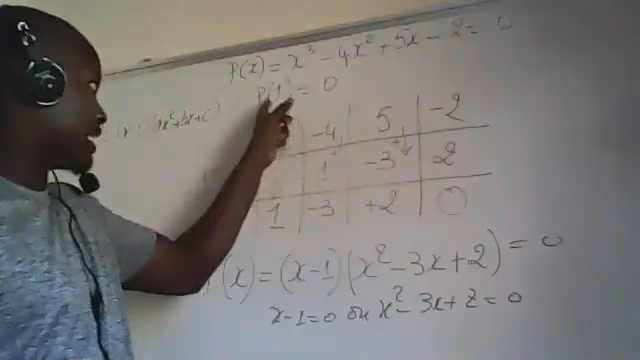 P(x) = x³ - 4x² + 5x - 2 = 0
P(1) = 0
-4 5 -2
1 -3 2
1 -3 +2 0
(x) = (x-1)(x² - 3x + 2) = 0
x-1=0 ou x² - 3x + 2 = 0